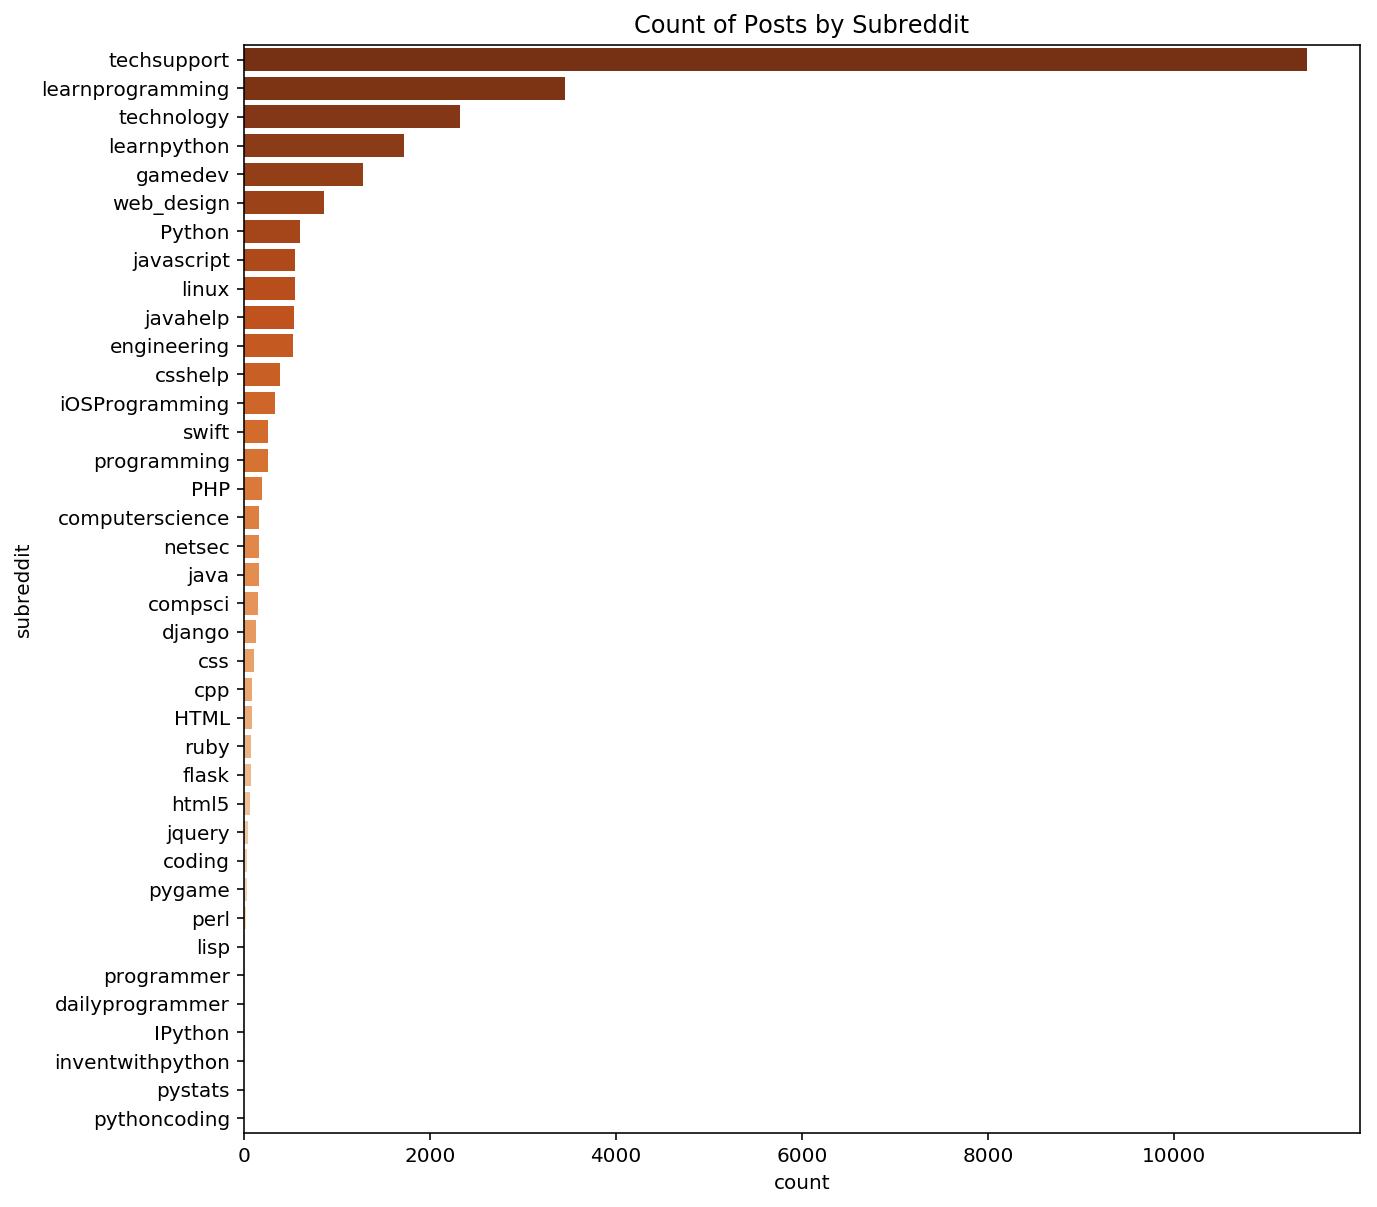 Count of Posts by Subreddit
techsupport
learnprogramming
technology
learnpython
gamedev
web_design
Python
javascript
linux
javahelp
engineering
csshelp
iOSProgramming
swift
programming
PHP
computerscience
netsec
java
compsci
django
css
cpp
HTML
ruby
flask
html5
jquery
coding
pygame
perl
lisp
programmer
dailyprogrammer
IPython
inventwithpython
pystats
pythoncoding
subreddit
0 2000 4000 6000 8000 10000
count